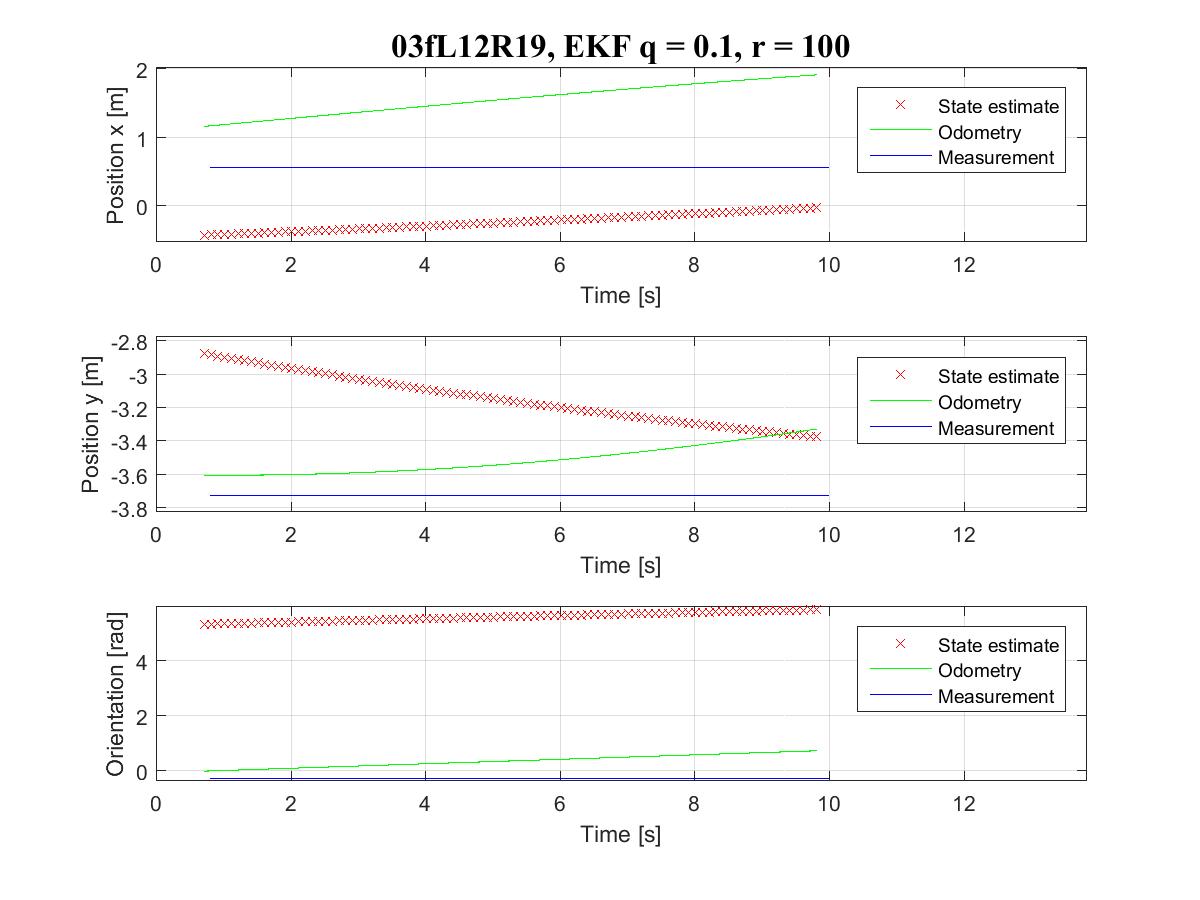 03fL12R19, EKF q = 0.1, r = 100
Position x [m]
2
1
0
State estimate
Odometry
Measurement
0 2 4 6 8 10 12
Time [s]
Position y [m]
-2.8
-3
-3.2
-3.4
-3.6
-3.8
State estimate
Odometry
Measurement
0 2 4 6 8 10 12
Time [s]
Orientation [rad]
4
2
0
State estimate
Odometry
Measurement
0 2 4 6 8 10 12
Time [s]